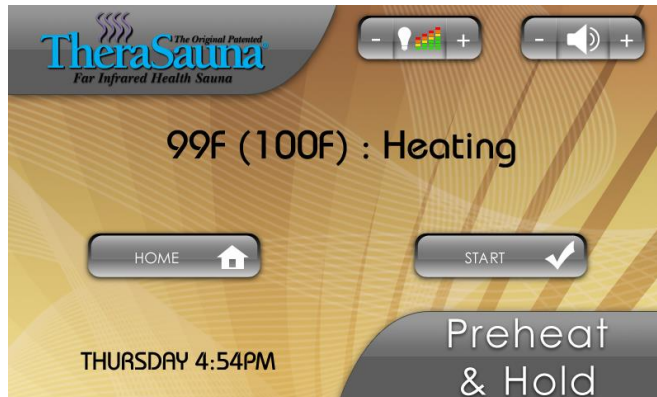 The Original Patented
TheraSauna®
Far Infrared Health Sauna
- +
- +
99F (100F) : Heating
HOME
START
THURSDAY 4:54PM
Preheat
& Hold